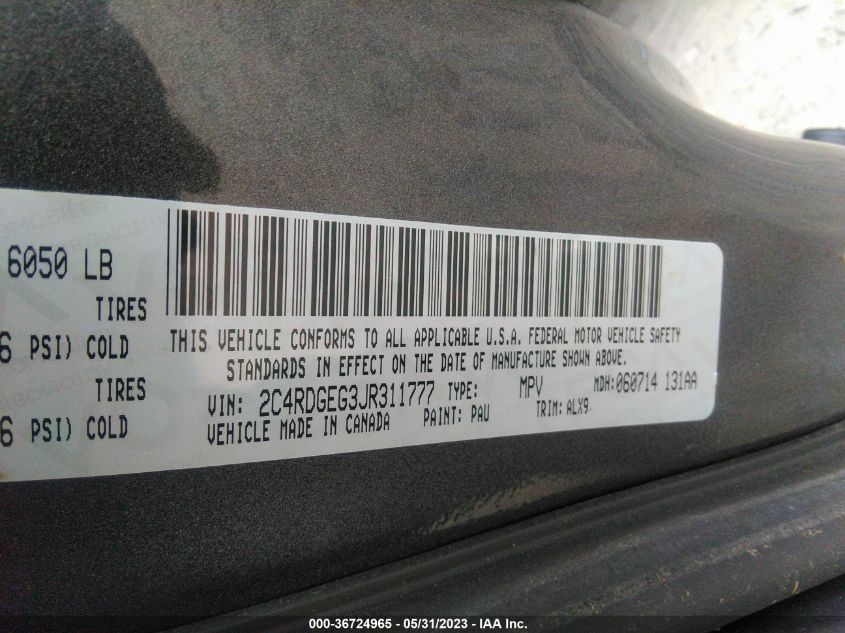 6050 LB
TIRES
6 PSI) COLD
TIRES
6 PSI) COLD
THIS VEHICLE CONFORMS TO ALL APPLICABLE U.S.A. FEDERAL MOTOR VEHICLE SAFETY
STANDARDS IN EFFECT ON THE DATE OF MANUFACTURE SHOWN ABOVE.
VIN: 2C4RDGEG3JR311777 TYPE: MPV MDH:060714 131AA
VEHICLE MADE IN CANADA PAINT: PAU TRIM: ALX9
000-36724965 - 05/31/2023 - IAA Inc.